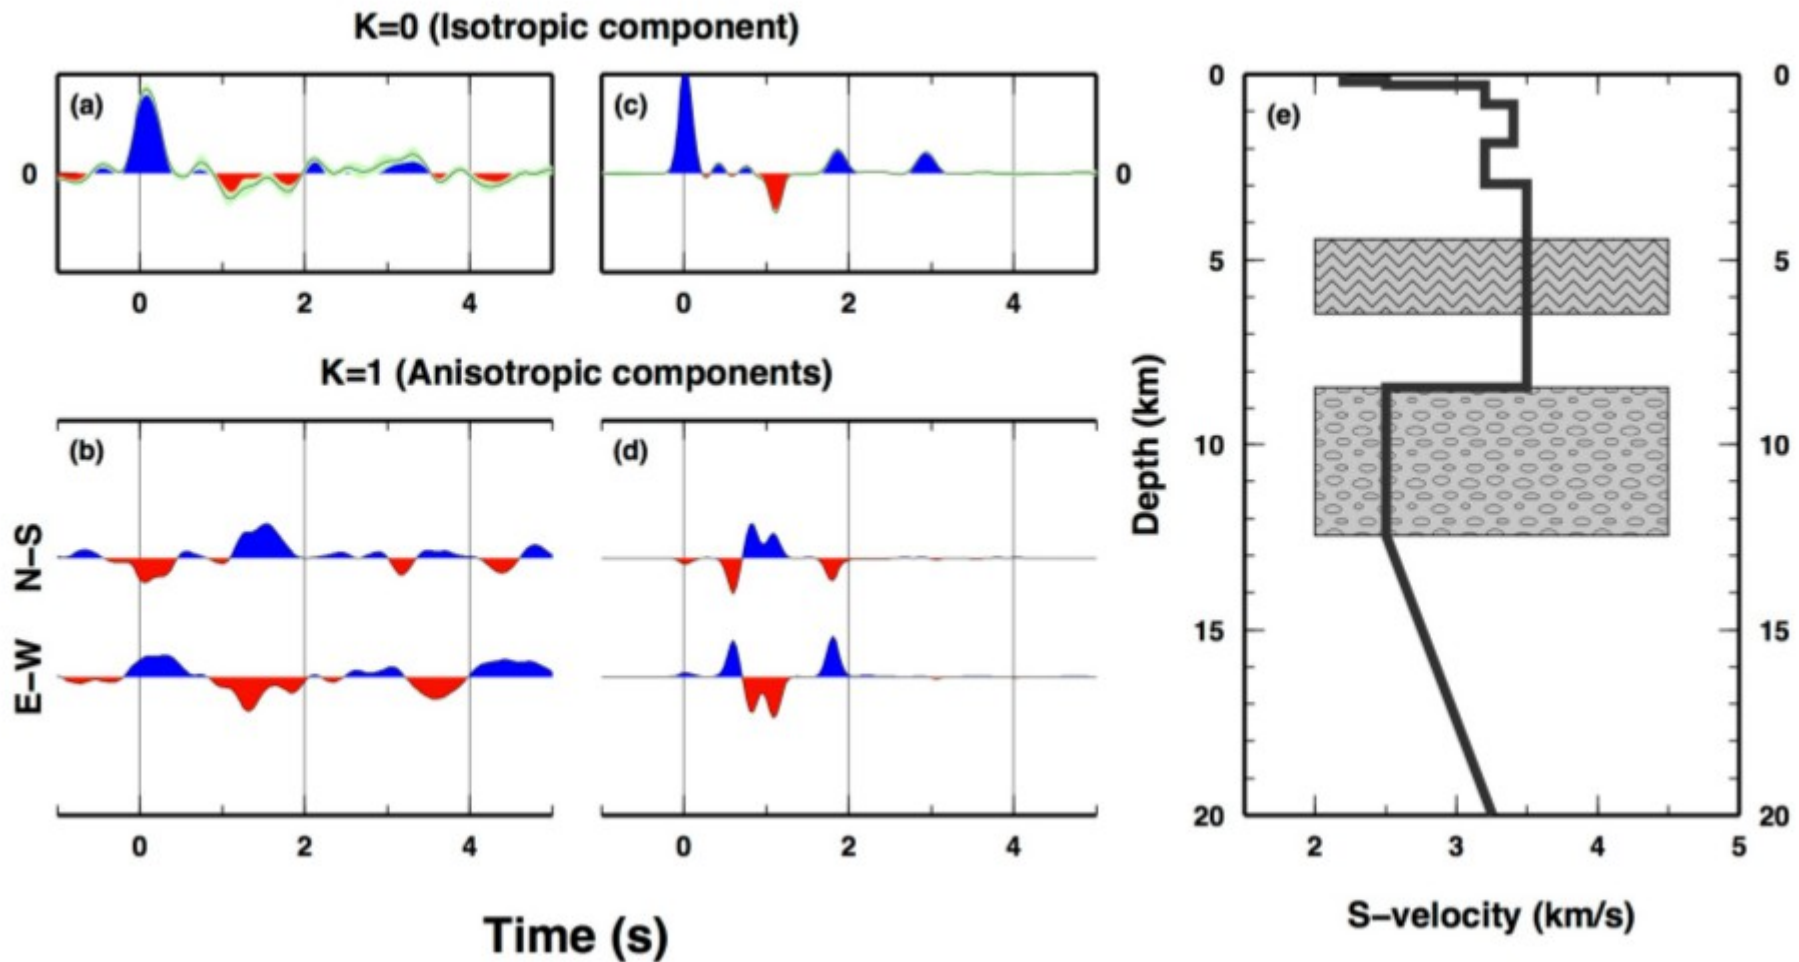 K=0 (Isotropic component)
(a)
0
0 2 4
(c)
0
0 2 4
K=1 (Anisotropic components)
(b)
N–S
E–W
0 2 4
(d)
0 2 4
Time (s)
(e)
0 0
5 5
10 10
15 15
20 20
Depth (km)
2 3 4 5
S–velocity (km/s)